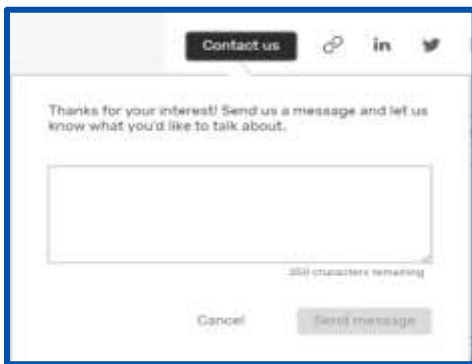 Contact us
in
Thanks for your interest! Send us a message and let us
know what you'd like to talk about.
250 characters remaining
Cancel
Send message